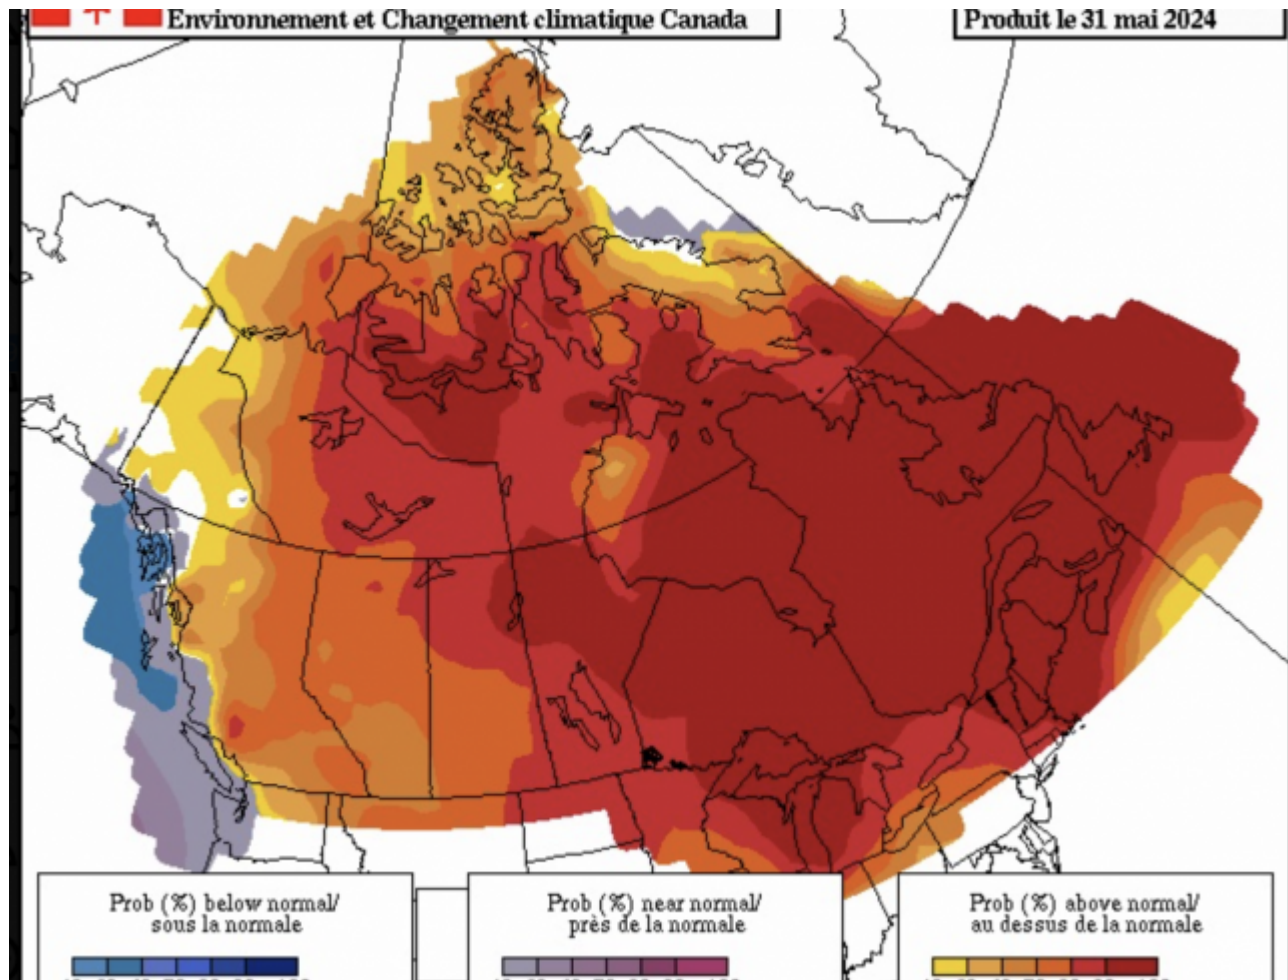 Environnement et Changement climatique Canada
Produit le 31 mai 2024
Prob (%) below normal/
sous la normale
Prob (%) near normal/
près de la normale
Prob (%) above normal/
au dessus de la normale